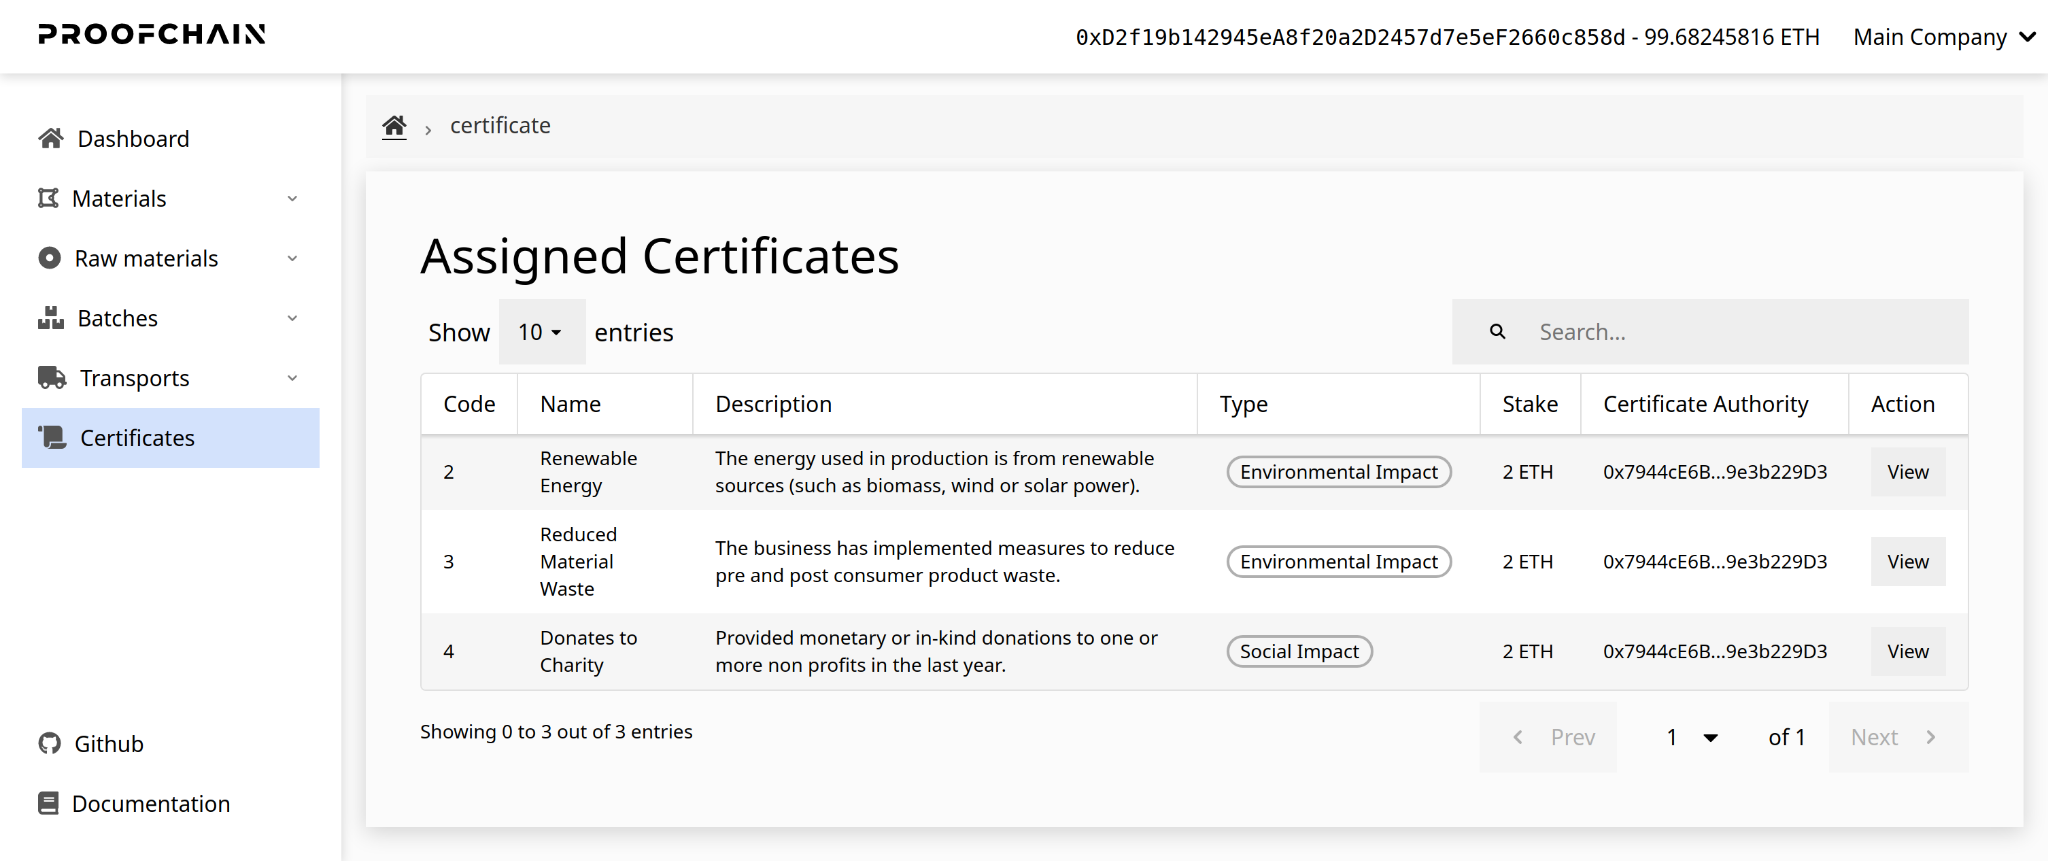 PROOFCHAIN
0xD2f19b142945eA8f20a2D2457d7e5eF2660c858d - 99.68245816 ETH
Main Company
Dashboard
Materials
Raw materials
Batches
Transports
Certificates
Github
Documentation
certificate
Assigned Certificates
Show 10 entries
Search...
Code Name Description Type Stake Certificate Authority Action
2
Renewable
Energy
The energy used in production is from renewable
sources (such as biomass, wind or solar power).
Environmental Impact
2 ETH
0x7944cE6B...9e3b229D3
View
3
Reduced
Material
Waste
The business has implemented measures to reduce
pre and post consumer product waste.
Environmental Impact
2 ETH
0x7944cE6B...9e3b229D3
View
4
Donates to
Charity
Provided monetary or in-kind donations to one or
more non profits in the last year.
Social Impact
2 ETH
0x7944cE6B...9e3b229D3
View
Showing 0 to 3 out of 3 entries
Prev 1 of 1 Next